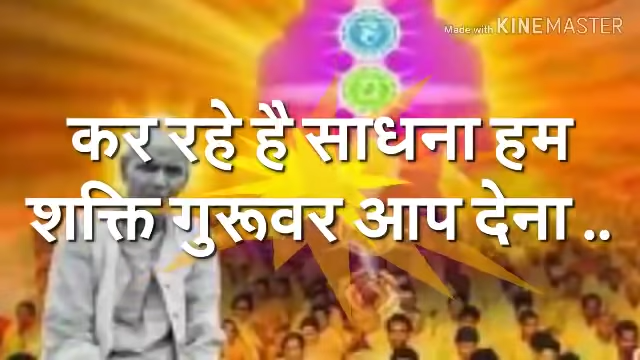 Made with KINEMASTER
कर रहे है साधना हम
शक्ति गुरूवर आप देना ..